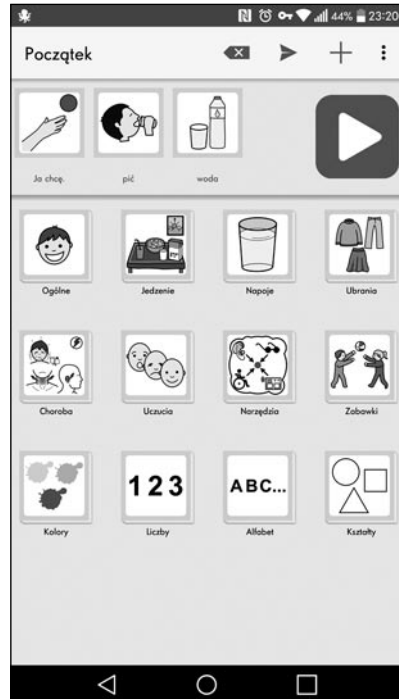 44% 23:20
Początek
Ja chcę. pić woda
Ogólne Jedzenie Napoje Ubrania
Choroba Uczucia Narzędzia Zabawki
123 ABC...
Kolory Liczby Alfabet Kształty